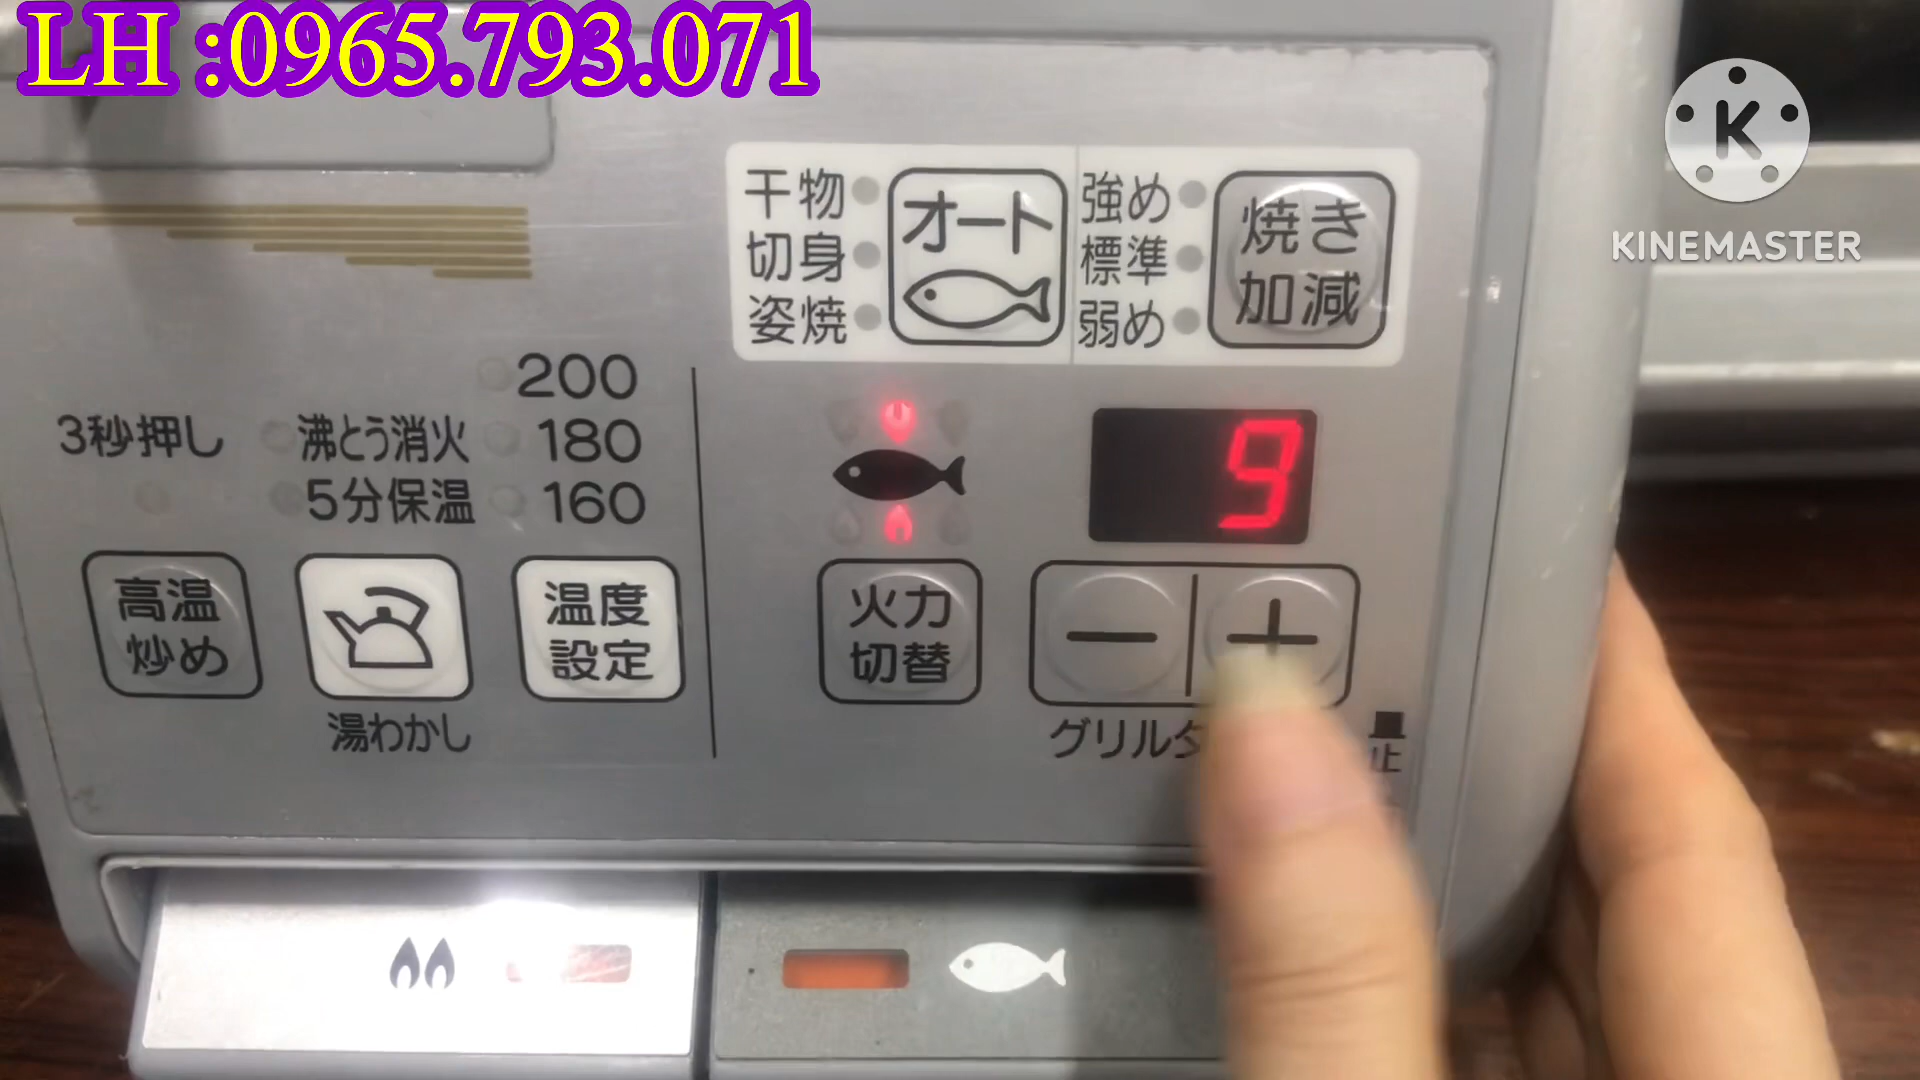 LH :0965.793.071
K
KINEMASTER
干物
切身
姿焼
オート
強め
標準
弱め
焼き
加減
200
180
160
3秒押し
沸とう消火
5分保温
9
高温
炒め
温度
設定
火力
切替
－
＋
湯わかし
グリルタ
止